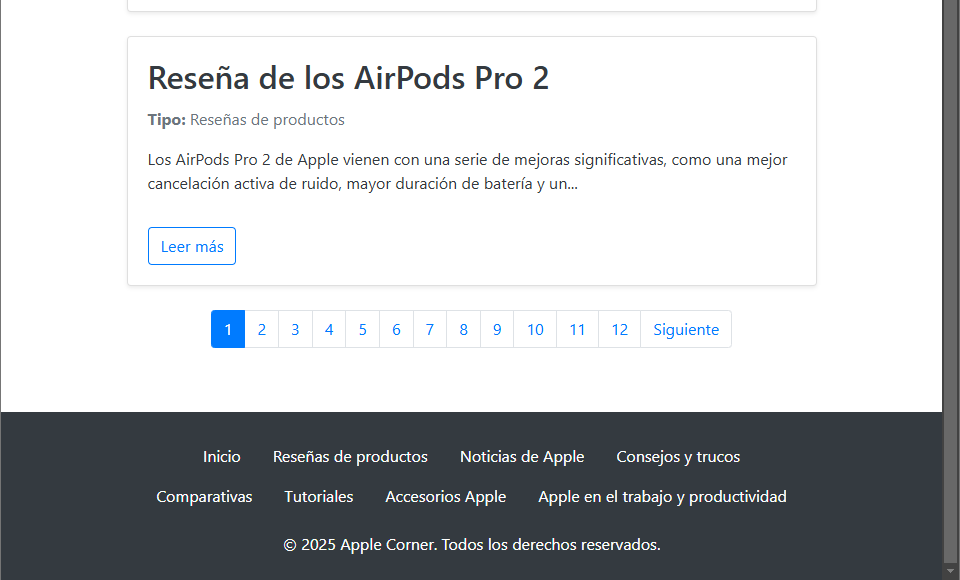 Reseña de los AirPods Pro 2
Tipo: Reseñas de productos
Los AirPods Pro 2 de Apple vienen con una serie de mejoras significativas, como una mejor
cancelación activa de ruido, mayor duración de batería y un...
Leer más
1 2 3 4 5 6 7 8 9 10 11 12 Siguiente
Inicio Reseñas de productos Noticias de Apple Consejos y trucos
Comparativas Tutoriales Accesorios Apple Apple en el trabajo y productividad
© 2025 Apple Corner. Todos los derechos reservados.